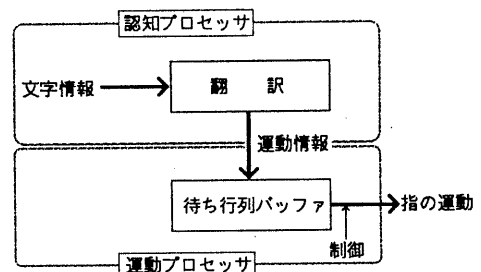 認知プロセッサ
文字情報
翻 訳
運動情報
待ち行列バッファ
指の運動
制御
運動プロセッサ